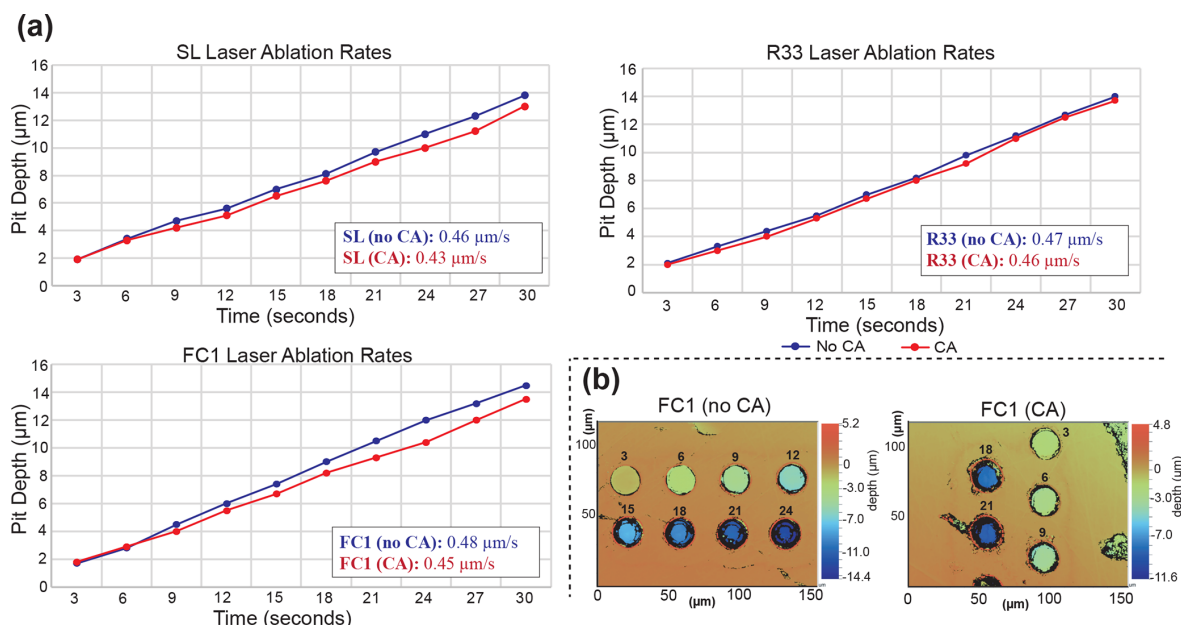 (a)
SL Laser Ablation Rates
16
14
12
10
8
6
4
2
0
Pit Depth (µm)
SL (no CA): 0.46 µm/s
SL (CA): 0.43 µm/s
3 6 9 12 15 18 21 24 27 30
Time (seconds)
R33 Laser Ablation Rates
16
14
12
10
8
6
4
2
0
Pit Depth (µm)
R33 (no CA): 0.47 µm/s
R33 (CA): 0.46 µm/s
3 6 9 12 15 18 21 24 27 30
Time (seconds)
No CA CA
FC1 Laser Ablation Rates
16
14
12
10
8
6
4
2
0
Pit Depth (µm)
FC1 (no CA): 0.48 µm/s
FC1 (CA): 0.45 µm/s
3 6 9 12 15 18 21 24 27 30
Time (seconds)
(b)
FC1 (no CA)
(µm)
100
50
3 6 9 12
15 18 21 24
0 50 100 150
(µm)
5.2
0
-3.0
-7.0
-11.0
-14.4
depth (µm)
µm
FC1 (CA)
(µm)
100
50
3
18
6
21
9
0 50 100 150
(µm)
4.8
0
-3.0
-7.0
-11.6
depth (µm)
µm